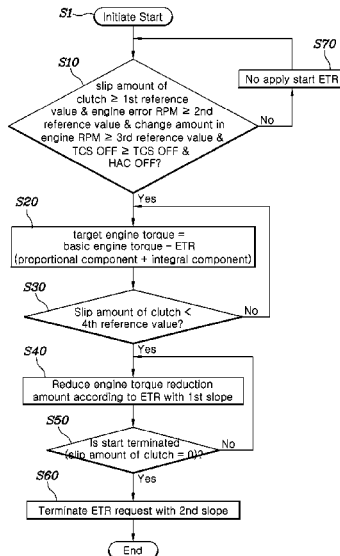 S1
Initiate Start
S70
S10
No apply start ETR
slip amount of
clutch ≥ 1st reference
value & engine error RPM ≥ 2nd
reference value & change amount in
engine RPM ≥ 3rd reference value &
TCS OFF ≥ TCS OFF &
HAC OFF?
No
Yes
S20
target engine torque =
basic engine torque - ETR
(proportional component + integral component)
S30
Slip amount of clutch <
4th reference value?
No
Yes
S40
Reduce engine torque reduction
amount according to ETR with 1st slope
S50
Is start terminated
(slip amount of clutch = 0)?
No
Yes
S60
Terminate ETR request with 2nd slope
End